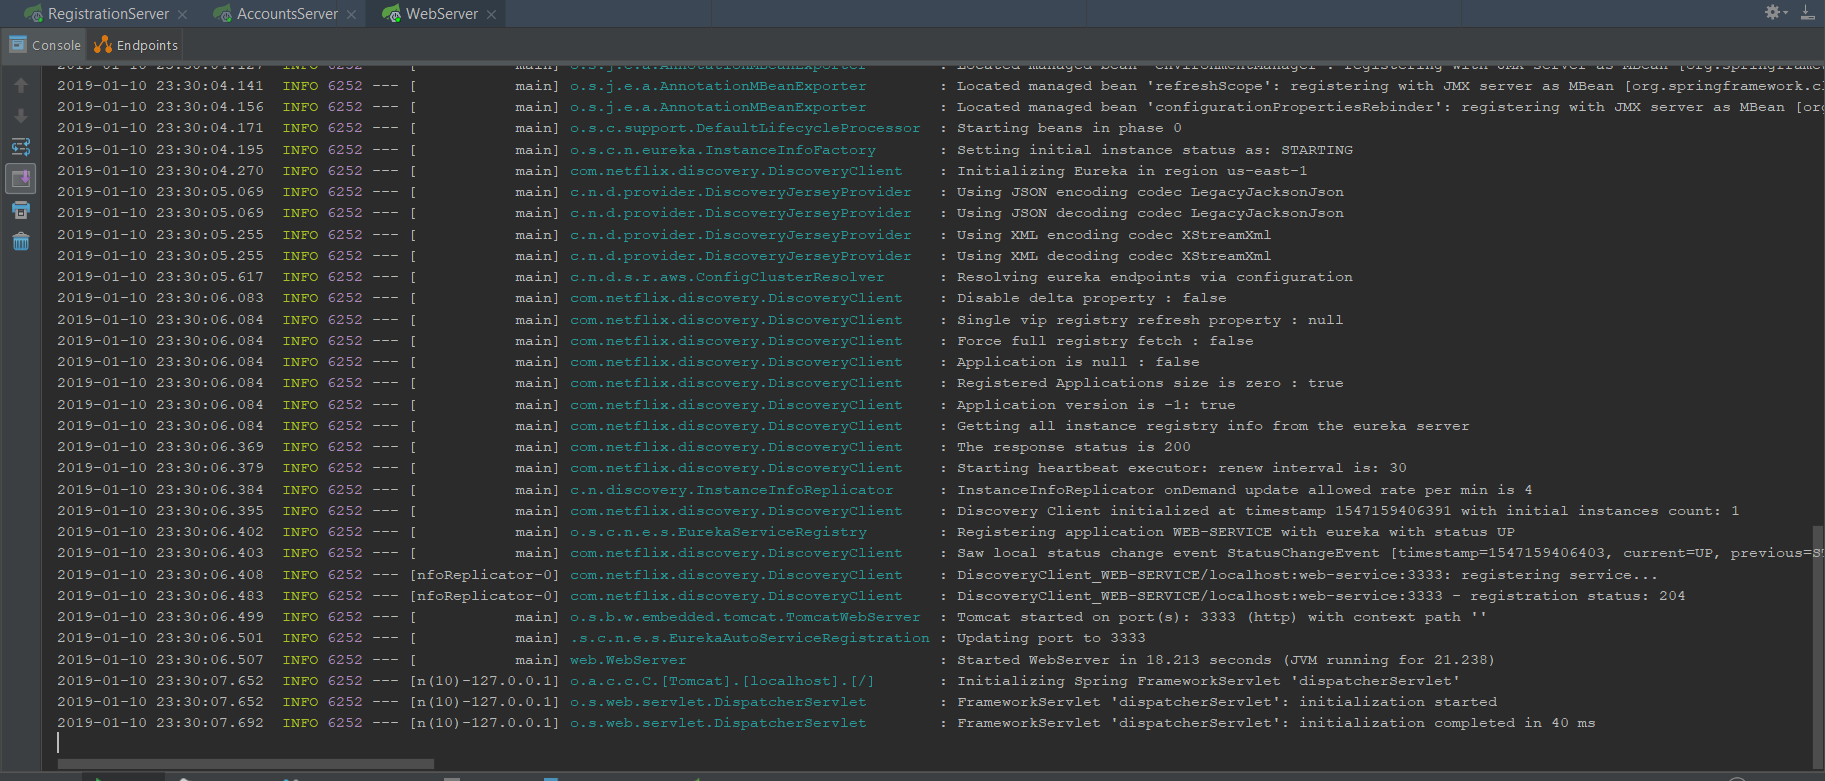 RegistrationServer AccountsServer WebServer
Console Endpoints
2019-01-10 23:30:04.127  INFO 6252 --- [           main] o.s.j.e.a.AnnotationMBeanExporter        : Located managed bean 'environmentManager': registering with JMX server as MBean [org.springframew
2019-01-10 23:30:04.141  INFO 6252 --- [           main] o.s.j.e.a.AnnotationMBeanExporter        : Located managed bean 'refreshScope': registering with JMX server as MBean [org.springframework.cl
2019-01-10 23:30:04.156  INFO 6252 --- [           main] o.s.j.e.a.AnnotationMBeanExporter        : Located managed bean 'configurationPropertiesRebinder': registering with JMX server as MBean [org
2019-01-10 23:30:04.171  INFO 6252 --- [           main] o.s.c.support.DefaultLifecycleProcessor  : Starting beans in phase 0
2019-01-10 23:30:04.195  INFO 6252 --- [           main] o.s.c.n.eureka.InstanceInfoFactory       : Setting initial instance status as: STARTING
2019-01-10 23:30:04.270  INFO 6252 --- [           main] com.netflix.discovery.DiscoveryClient    : Initializing Eureka in region us-east-1
2019-01-10 23:30:05.069  INFO 6252 --- [           main] c.n.d.provider.DiscoveryJerseyProvider   : Using JSON encoding codec LegacyJacksonJson
2019-01-10 23:30:05.069  INFO 6252 --- [           main] c.n.d.provider.DiscoveryJerseyProvider   : Using JSON decoding codec LegacyJacksonJson
2019-01-10 23:30:05.255  INFO 6252 --- [           main] c.n.d.provider.DiscoveryJerseyProvider   : Using XML encoding codec XStreamXml
2019-01-10 23:30:05.255  INFO 6252 --- [           main] c.n.d.provider.DiscoveryJerseyProvider   : Using XML decoding codec XStreamXml
2019-01-10 23:30:05.617  INFO 6252 --- [           main] c.n.d.s.r.aws.ConfigClusterResolver      : Resolving eureka endpoints via configuration
2019-01-10 23:30:06.083  INFO 6252 --- [           main] com.netflix.discovery.DiscoveryClient    : Disable delta property : false
2019-01-10 23:30:06.084  INFO 6252 --- [           main] com.netflix.discovery.DiscoveryClient    : Single vip registry refresh property : null
2019-01-10 23:30:06.084  INFO 6252 --- [           main] com.netflix.discovery.DiscoveryClient    : Force full registry fetch : false
2019-01-10 23:30:06.084  INFO 6252 --- [           main] com.netflix.discovery.DiscoveryClient    : Application is null : false
2019-01-10 23:30:06.084  INFO 6252 --- [           main] com.netflix.discovery.DiscoveryClient    : Registered Applications size is zero : true
2019-01-10 23:30:06.084  INFO 6252 --- [           main] com.netflix.discovery.DiscoveryClient    : Application version is -1: true
2019-01-10 23:30:06.084  INFO 6252 --- [           main] com.netflix.discovery.DiscoveryClient    : Getting all instance registry info from the eureka server
2019-01-10 23:30:06.369  INFO 6252 --- [           main] com.netflix.discovery.DiscoveryClient    : The response status is 200
2019-01-10 23:30:06.379  INFO 6252 --- [           main] com.netflix.discovery.DiscoveryClient    : Starting heartbeat executor: renew interval is: 30
2019-01-10 23:30:06.384  INFO 6252 --- [           main] c.n.discovery.InstanceInfoReplicator     : InstanceInfoReplicator onDemand update allowed rate per min is 4
2019-01-10 23:30:06.395  INFO 6252 --- [           main] com.netflix.discovery.DiscoveryClient    : Discovery Client initialized at timestamp 1547159406391 with initial instances count: 1
2019-01-10 23:30:06.402  INFO 6252 --- [           main] o.s.c.n.e.s.EurekaServiceRegistry        : Registering application WEB-SERVICE with eureka with status UP
2019-01-10 23:30:06.403  INFO 6252 --- [           main] com.netflix.discovery.DiscoveryClient    : Saw local status change event StatusChangeEvent [timestamp=1547159406403, current=UP, previous=ST
2019-01-10 23:30:06.408  INFO 6252 --- [nfoReplicator-0] com.netflix.discovery.DiscoveryClient    : DiscoveryClient_WEB-SERVICE/localhost:web-service:3333: registering service...
2019-01-10 23:30:06.483  INFO 6252 --- [nfoReplicator-0] com.netflix.discovery.DiscoveryClient    : DiscoveryClient_WEB-SERVICE/localhost:web-service:3333 - registration status: 204
2019-01-10 23:30:06.499  INFO 6252 --- [           main] o.s.b.w.embedded.tomcat.TomcatWebServer  : Tomcat started on port(s): 3333 (http) with context path ''
2019-01-10 23:30:06.501  INFO 6252 --- [           main] .s.c.n.e.s.EurekaAutoServiceRegistration : Updating port to 3333
2019-01-10 23:30:06.507  INFO 6252 --- [           main] web.WebServer                            : Started WebServer in 18.213 seconds (JVM running for 21.238)
2019-01-10 23:30:07.652  INFO 6252 --- [n(10)-127.0.0.1] o.a.c.c.C.[Tomcat].[localhost].[/]       : Initializing Spring FrameworkServlet 'dispatcherServlet'
2019-01-10 23:30:07.652  INFO 6252 --- [n(10)-127.0.0.1] o.s.web.servlet.DispatcherServlet        : FrameworkServlet 'dispatcherServlet': initialization started
2019-01-10 23:30:07.692  INFO 6252 --- [n(10)-127.0.0.1] o.s.web.servlet.DispatcherServlet        : FrameworkServlet 'dispatcherServlet': initialization completed in 40 ms